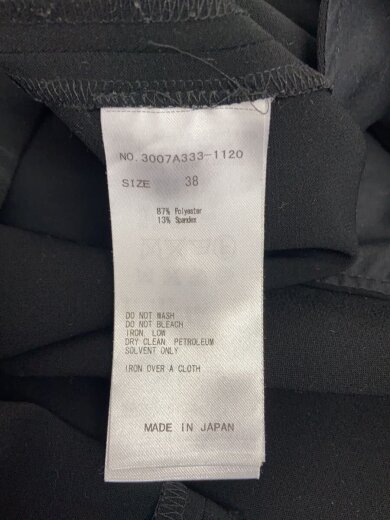 NO. 3007A333-1120
SIZE 38
87% Polyester
13% Spandex
DO NOT WASH
DO NOT BLEACH
IRON, LOW
DRY CLEAN, PETROLEUM
SOLVENT ONLY
IRON OVER A CLOTH
MADE IN JAPAN